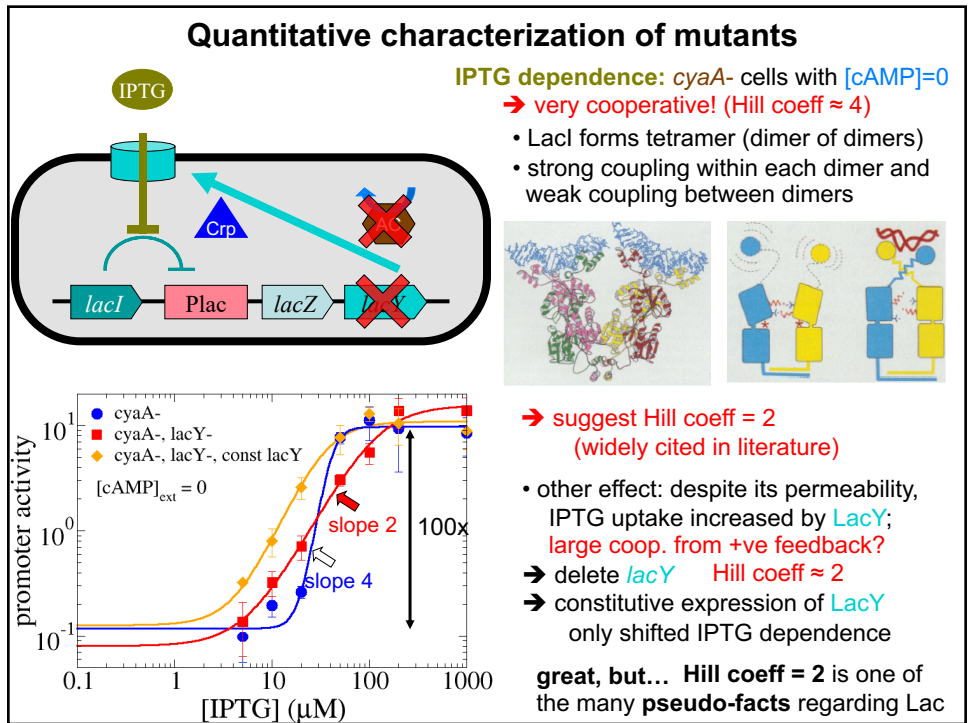 Quantitative characterization of mutants
IPTG
Crp
AC
lacI
Plac
lacZ
lacY
IPTG dependence: cyaA- cells with [cAMP]=0
➔ very cooperative! (Hill coeff ≈ 4)
• LacI forms tetramer (dimer of dimers)
• strong coupling within each dimer and
weak coupling between dimers
cyaA-
cyaA-, lacY-
cyaA-, lacY-, const lacY
[cAMP]ext = 0
slope 2
slope 4
100x
promoter activity
10^1
10^0
10^-1
0.1
1
10
100
1000
[IPTG] (μM)
➔ suggest Hill coeff = 2
(widely cited in literature)
• other effect: despite its permeability,
IPTG uptake increased by LacY;
large coop. from +ve feedback?
➔ delete lacY Hill coeff ≈ 2
➔ constitutive expression of LacY
only shifted IPTG dependence
great, but… Hill coeff = 2 is one of
the many pseudo-facts regarding Lac